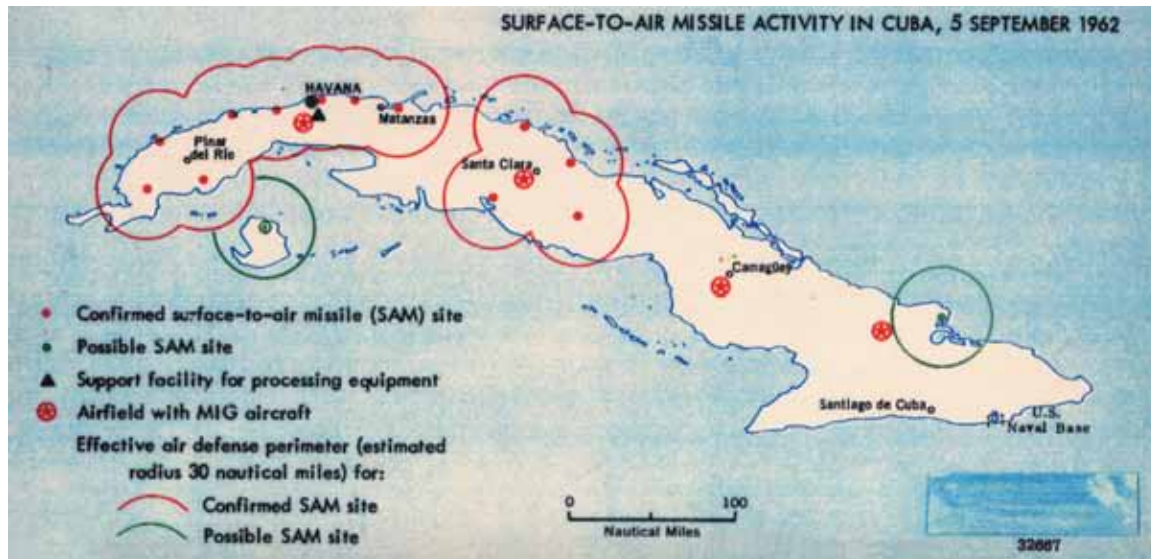 SURFACE-TO-AIR MISSILE ACTIVITY IN CUBA, 5 SEPTEMBER 1962
HAVANA
Matanzas
Pinar
del Rio
Santa Clara
Camagüey
Santiago de Cuba
U.S.
Naval Base
Confirmed surface-to-air missile (SAM) site
Possible SAM site
Support facility for processing equipment
Airfield with MIG aircraft
Effective air defense perimeter (estimated
radius 30 nautical miles) for:
Confirmed SAM site
Possible SAM site
0 100
Nautical Miles
32667